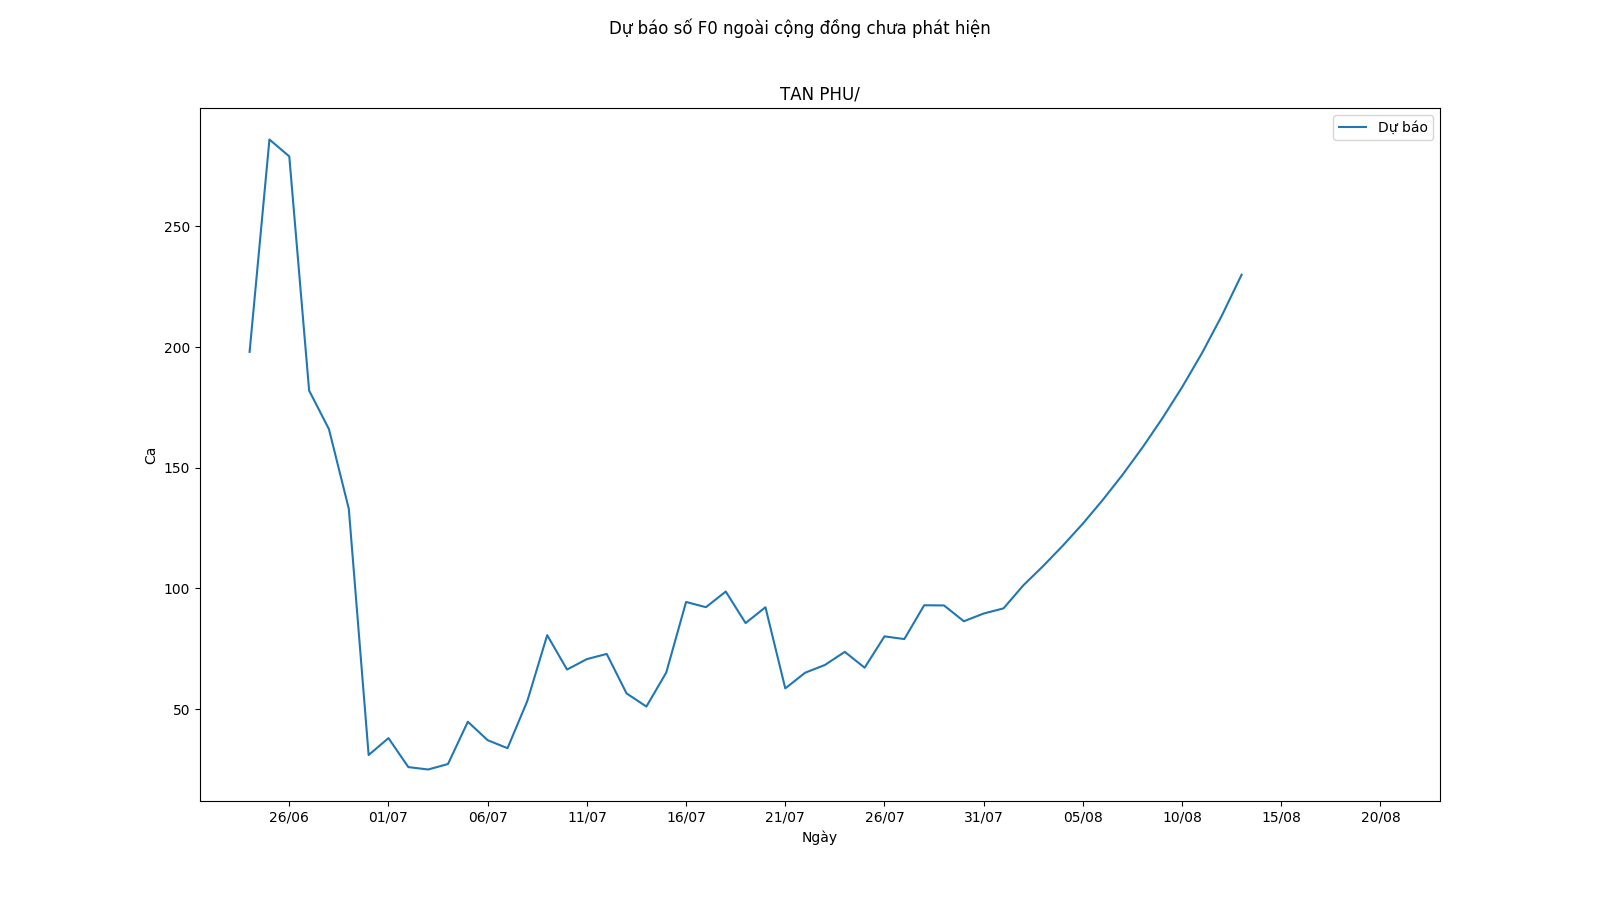 Dự báo số F0 ngoài cộng đồng chưa phát hiện
TAN PHU/
Dự báo
250
200
150
100
50
Ca
26/06 01/07 06/07 11/07 16/07 21/07 26/07 31/07 05/08 10/08 15/08 20/08
Ngày